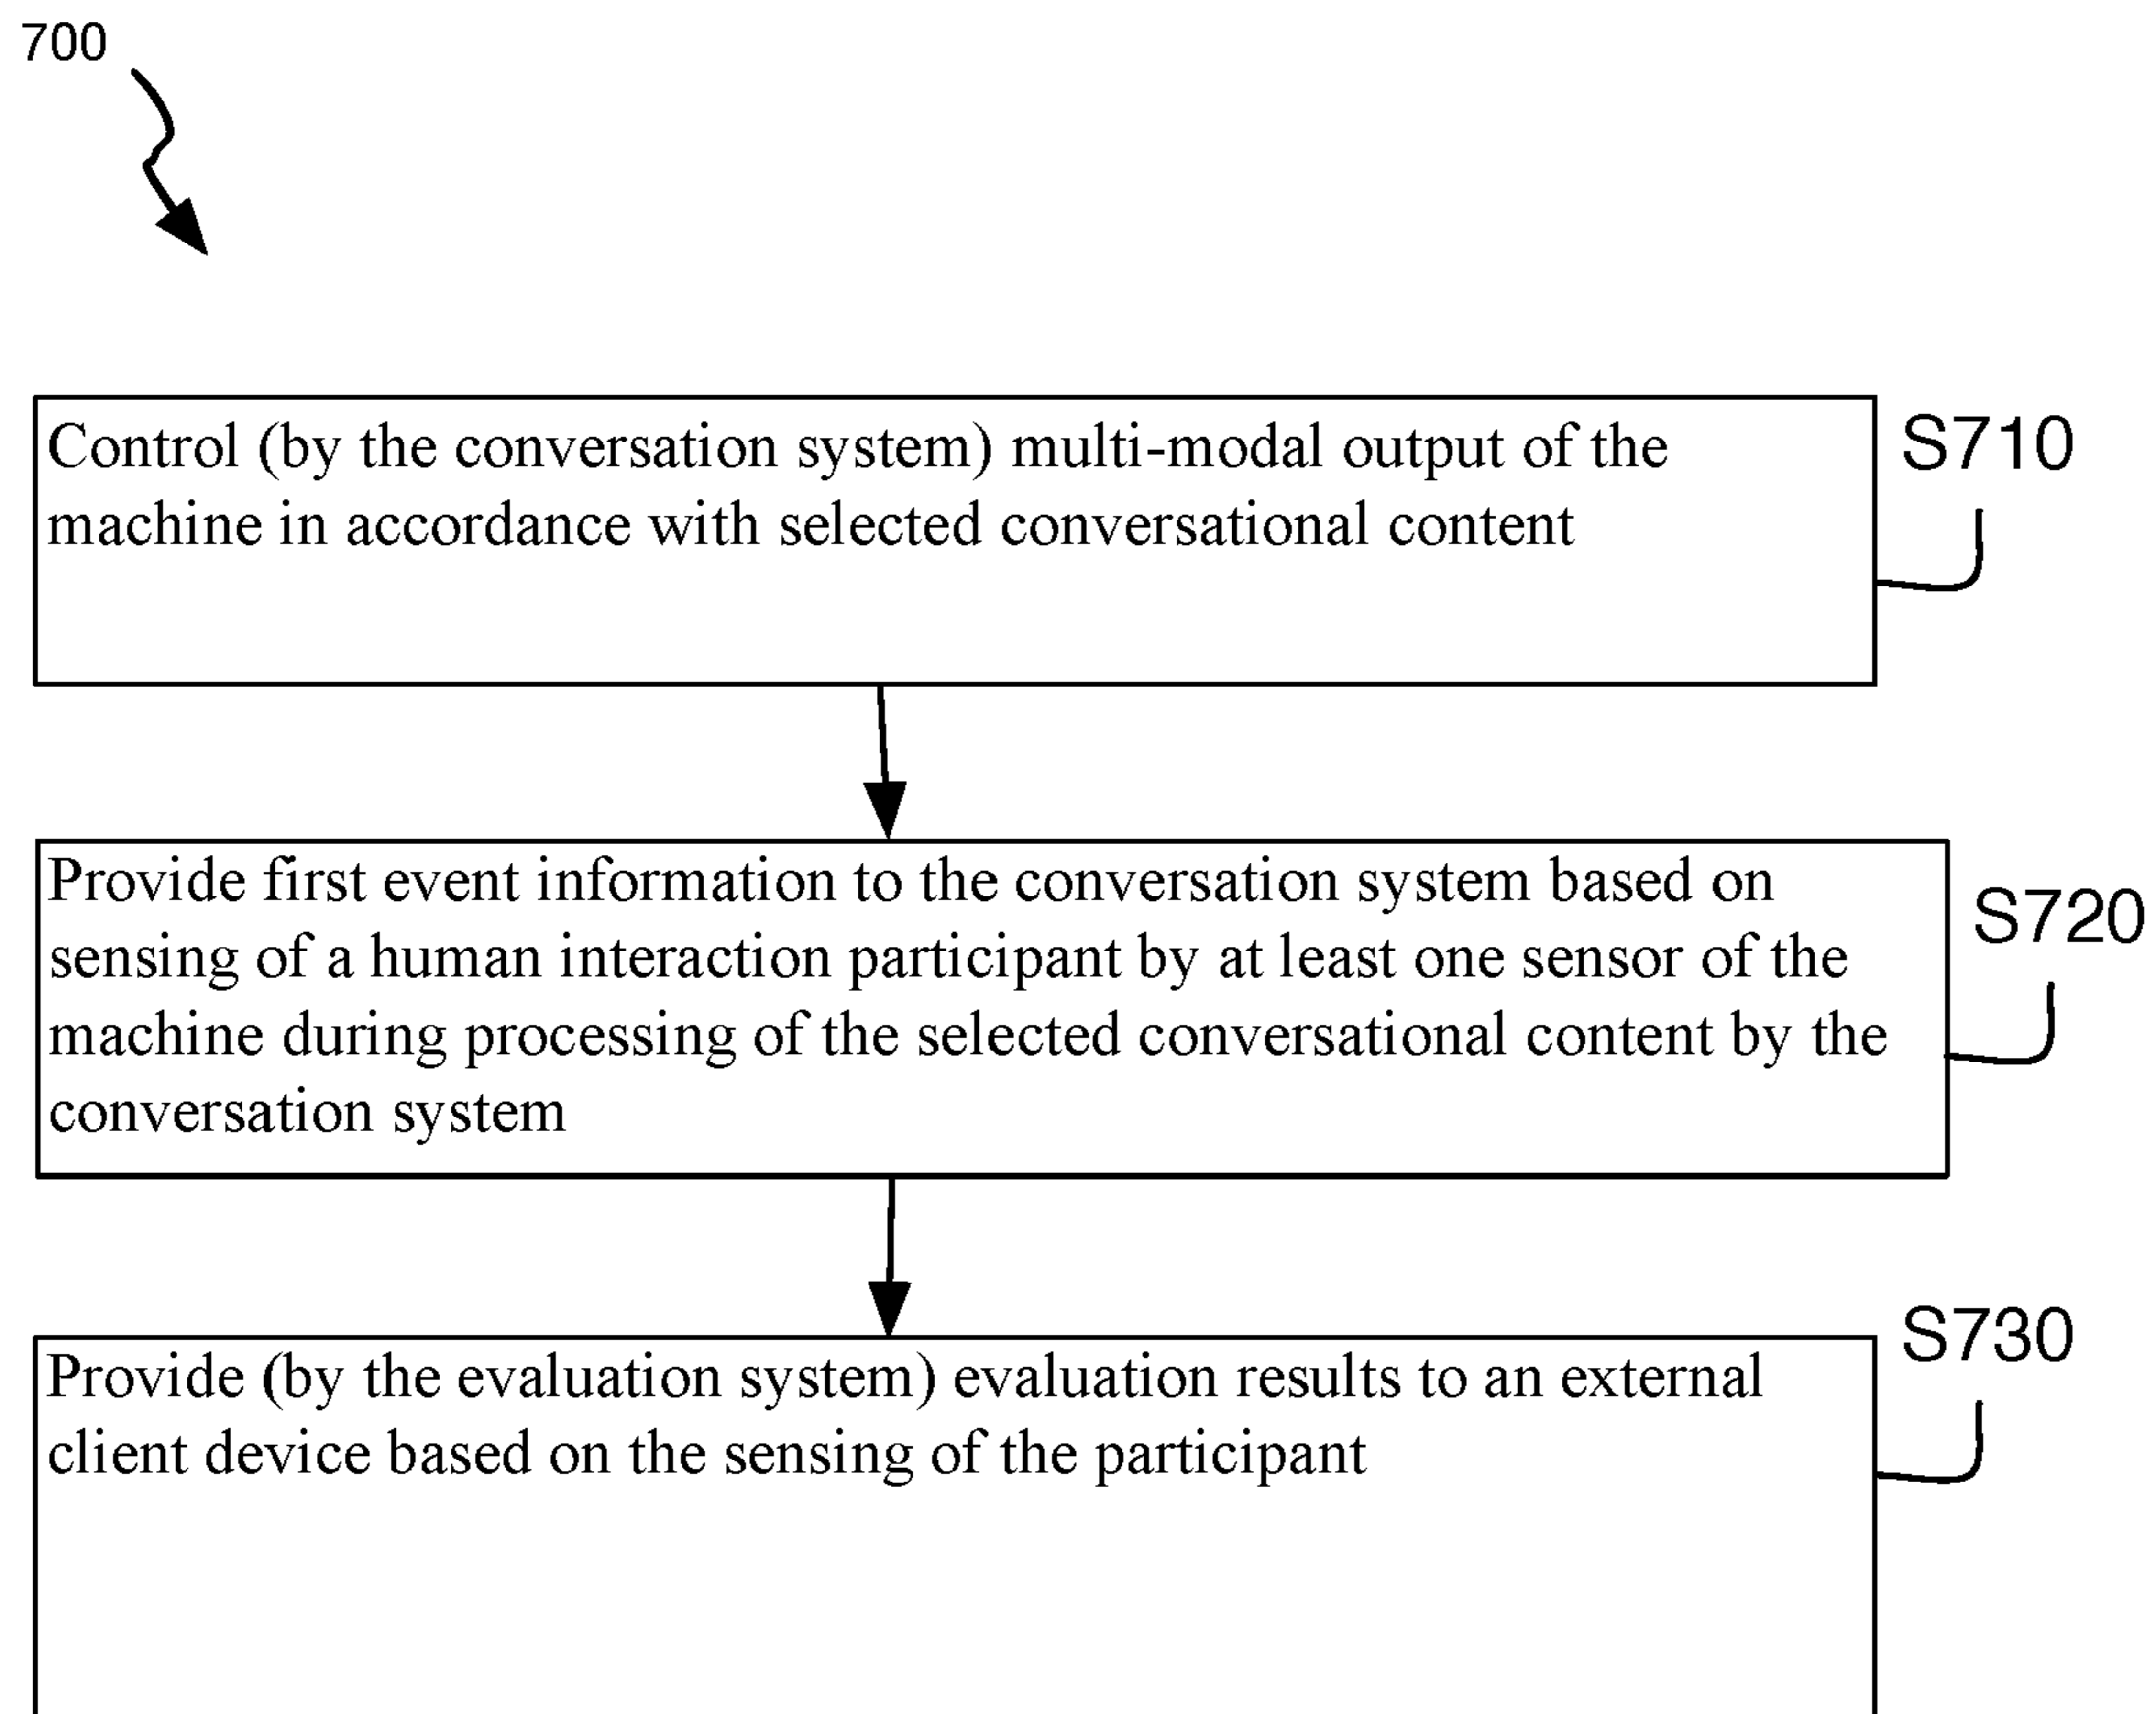 700
Control (by the conversation system) multi-modal output of the
machine in accordance with selected conversational content
S710
Provide first event information to the conversation system based on
sensing of a human interaction participant by at least one sensor of the
machine during processing of the selected conversational content by the
conversation system
S720
Provide (by the evaluation system) evaluation results to an external
client device based on the sensing of the participant
S730